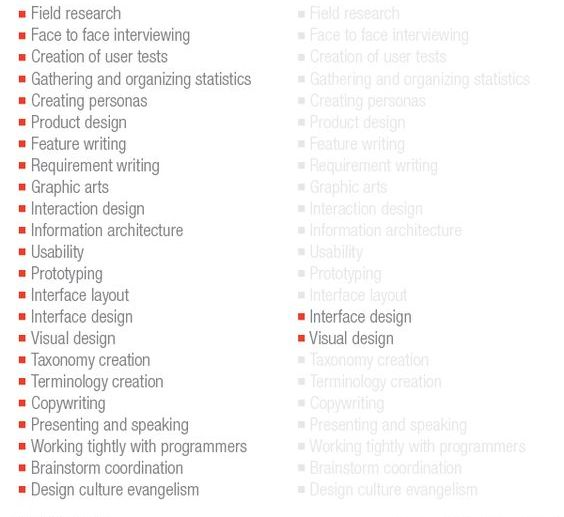 Field research
Face to face interviewing
Creation of user tests
Gathering and organizing statistics
Creating personas
Product design
Feature writing
Requirement writing
Graphic arts
Interaction design
Information architecture
Usability
Prototyping
Interface layout
Interface design
Visual design
Taxonomy creation
Terminology creation
Copywriting
Presenting and speaking
Working tightly with programmers
Brainstorm coordination
Design culture evangelism
Field research
Face to face interviewing
Creation of user tests
Gathering and organizing statistics
Creating personas
Product design
Feature writing
Requirement writing
Graphic arts
Interaction design
Information architecture
Usability
Prototyping
Interface layout
Interface design
Visual design
Taxonomy creation
Terminology creation
Copywriting
Presenting and speaking
Working tightly with programmers
Brainstorm coordination
Design culture evangelism